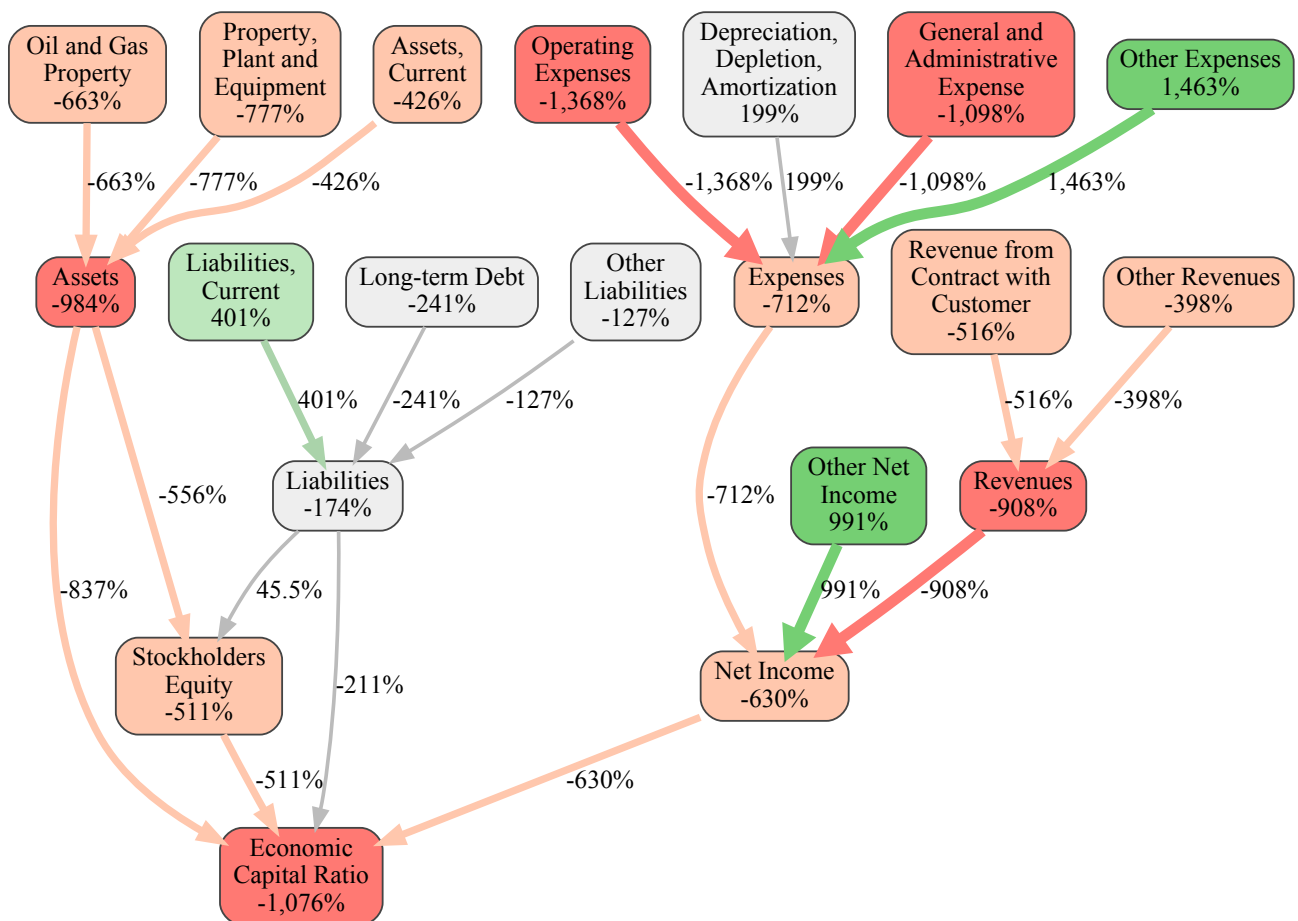 Oil and Gas
Property
-663%
Property,
Plant and
Equipment
-777%
Assets,
Current
-426%
Operating
Expenses
-1,368%
Depreciation,
Depletion,
Amortization
199%
General and
Administrative
Expense
-1,098%
Other Expenses
1,463%
-663%
-777%
-426%
-1,368%
199%
-1,098%
1,463%
Assets
-984%
Liabilities,
Current
401%
Long-term Debt
-241%
Other
Liabilities
-127%
Expenses
-712%
Revenue from
Contract with
Customer
-516%
Other Revenues
-398%
401%
-241%
-127%
-516%
-398%
-556%
Liabilities
-174%
-712%
Other Net
Income
991%
Revenues
-908%
-837%
45.5%
991%
-908%
Stockholders
Equity
-511%
-211%
Net Income
-630%
-511%
-630%
Economic
Capital Ratio
-1,076%